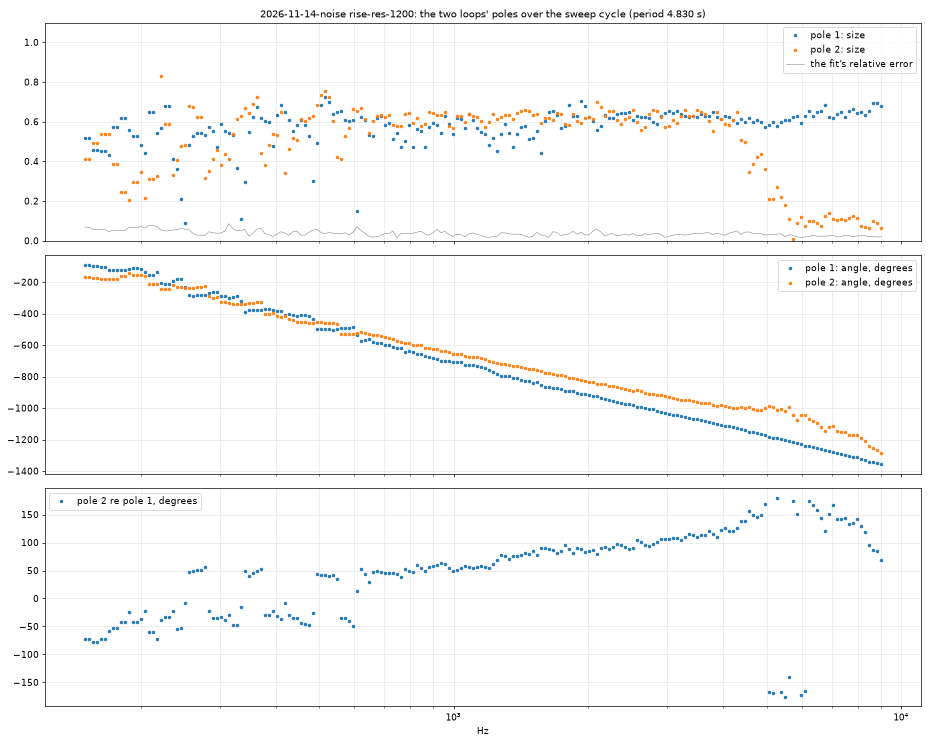 2026-11-14-noise rise-res-1200: the two loops' poles over the sweep cycle (period 4.830 s)
1.0
0.8
0.6
0.4
0.2
0.0
pole 1: size
pole 2: size
the fit's relative error
−200
−400
−600
−800
−1000
−1200
−1400
pole 1: angle, degrees
pole 2: angle, degrees
150
100
50
0
−50
−100
−150
pole 2 re pole 1, degrees
10³
10⁴
Hz